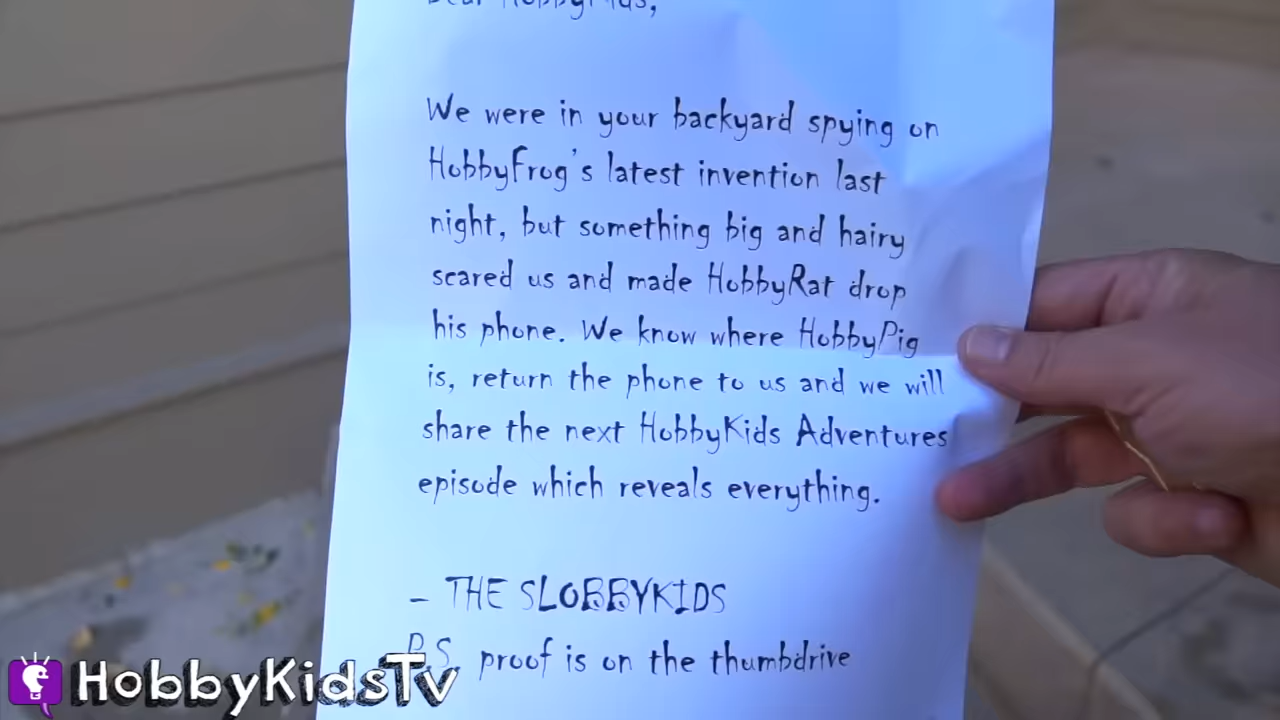 Dear HobbyKids,
We were in your backyard spying on
HobbyFrog's latest invention last
night, but something big and hairy
scared us and made HobbyRat drop
his phone. We know where HobbyPig
is, return the phone to us and we will
share the next HobbyKids Adventures
episode which reveals everything.
- THE SLOBBYKIDS
P.S. proof is on the thumbdrive
HobbyKidsTv